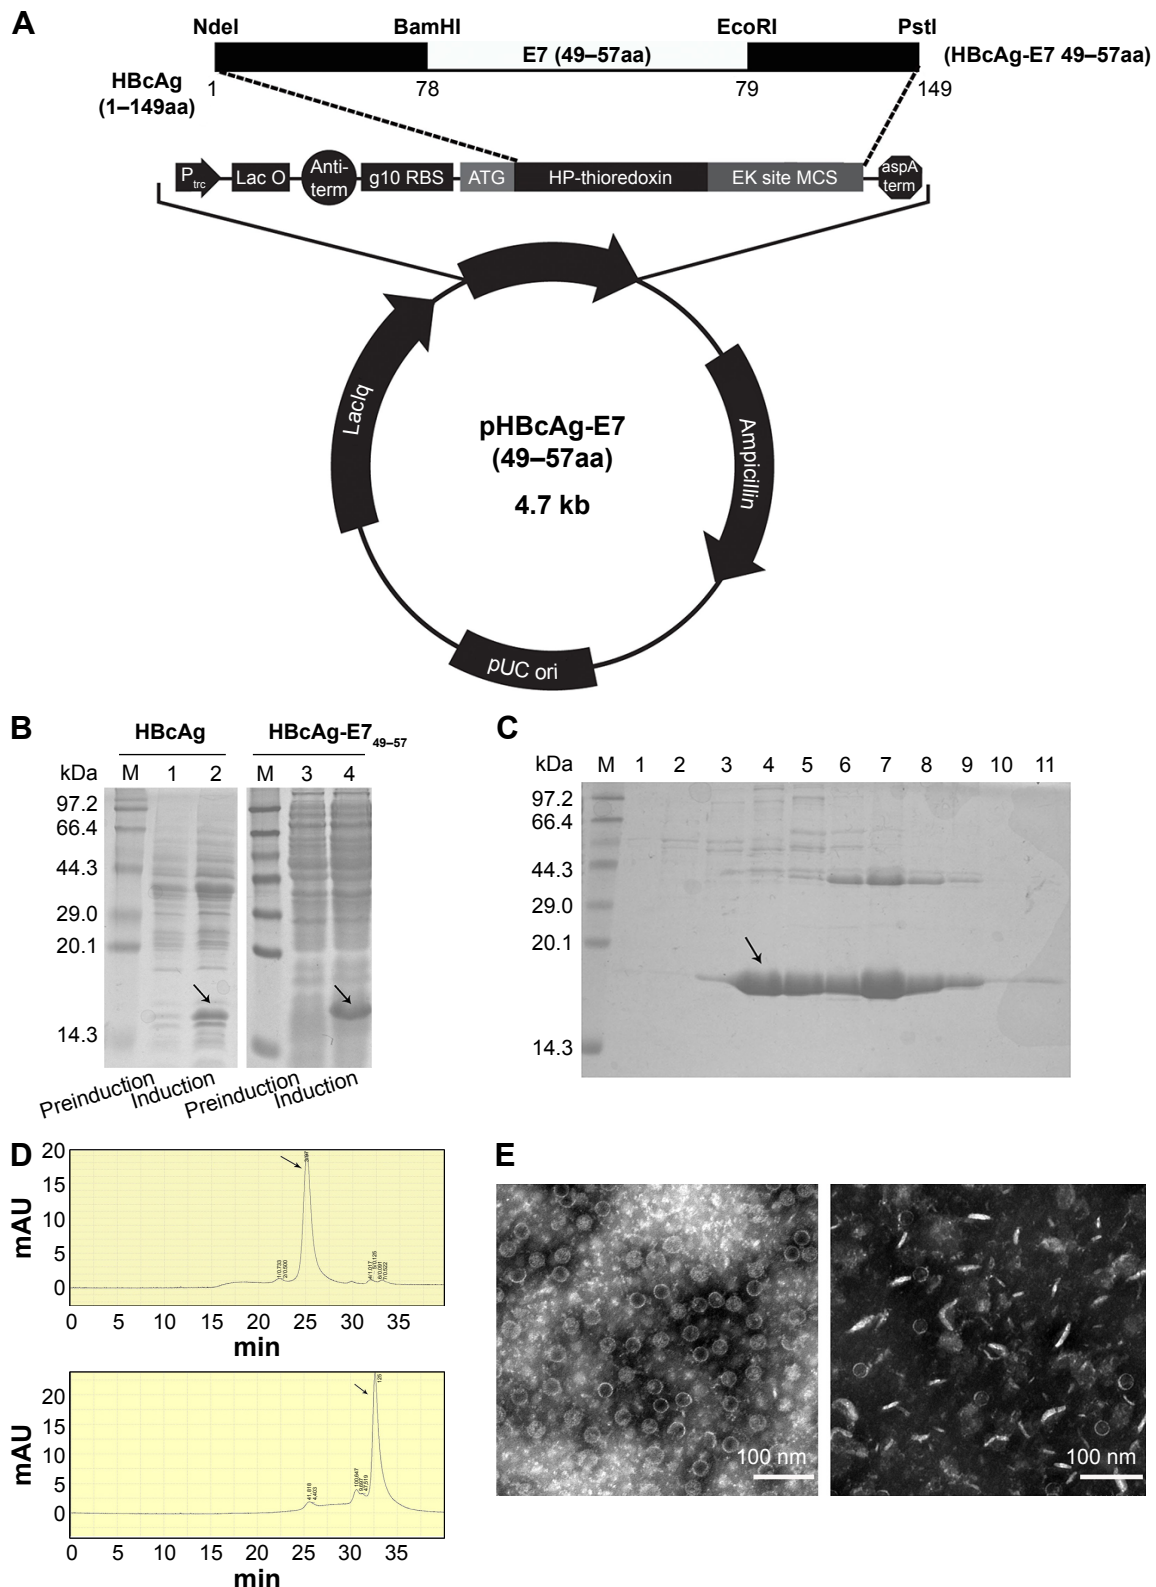 A
NdeI BamHI EcoRI PstI
E7 (49–57aa)
(HBcAg-E7 49–57aa)
HBcAg
(1–149aa)
1 78 79 149
Ptrc
Lac O
Anti-
term
g10 RBS
ATG
HP-thioredoxin
EK site MCS
aspA
term
LacIq
pHBcAg-E7
(49–57aa)
4.7 kb
Ampicillin
pUC ori
B
HBcAg HBcAg-E7 49–57
kDa M 1 2 M 3 4
97.2
66.4
44.3
29.0
20.1
14.3
Preinduction Induction Preinduction Induction
C
kDa M 1 2 3 4 5 6 7 8 9 10 11
97.2
66.4
44.3
29.0
20.1
14.3
D
mAU
20
15
10
5
0
0 5 10 15 20 25 30 35
min
mAU
20
15
10
5
0
0 5 10 15 20 25 30 35
min
E
100 nm
100 nm